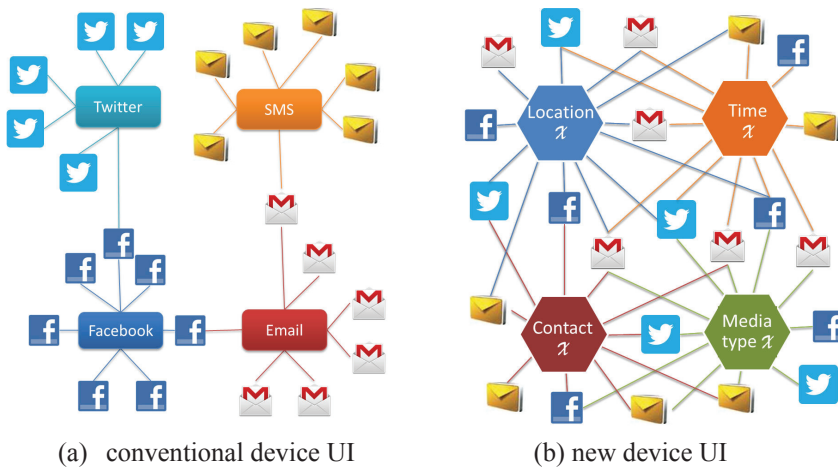 Twitter
SMS
Facebook
Email
Location
𝓍
Time
𝓍
Contact
𝓍
Media
type 𝓍
(a) conventional device UI
(b) new device UI